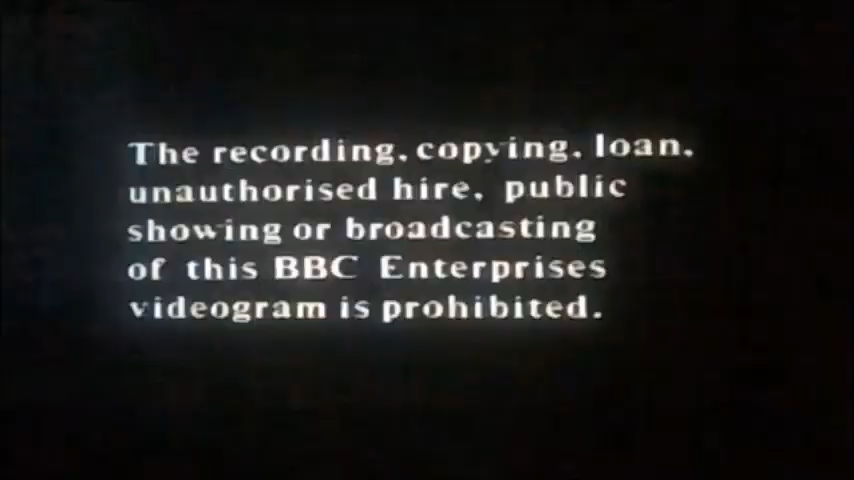 The recording, copying, loan,
unauthorised hire, public
showing or broadcasting
of this BBC Enterprises
videogram is prohibited.